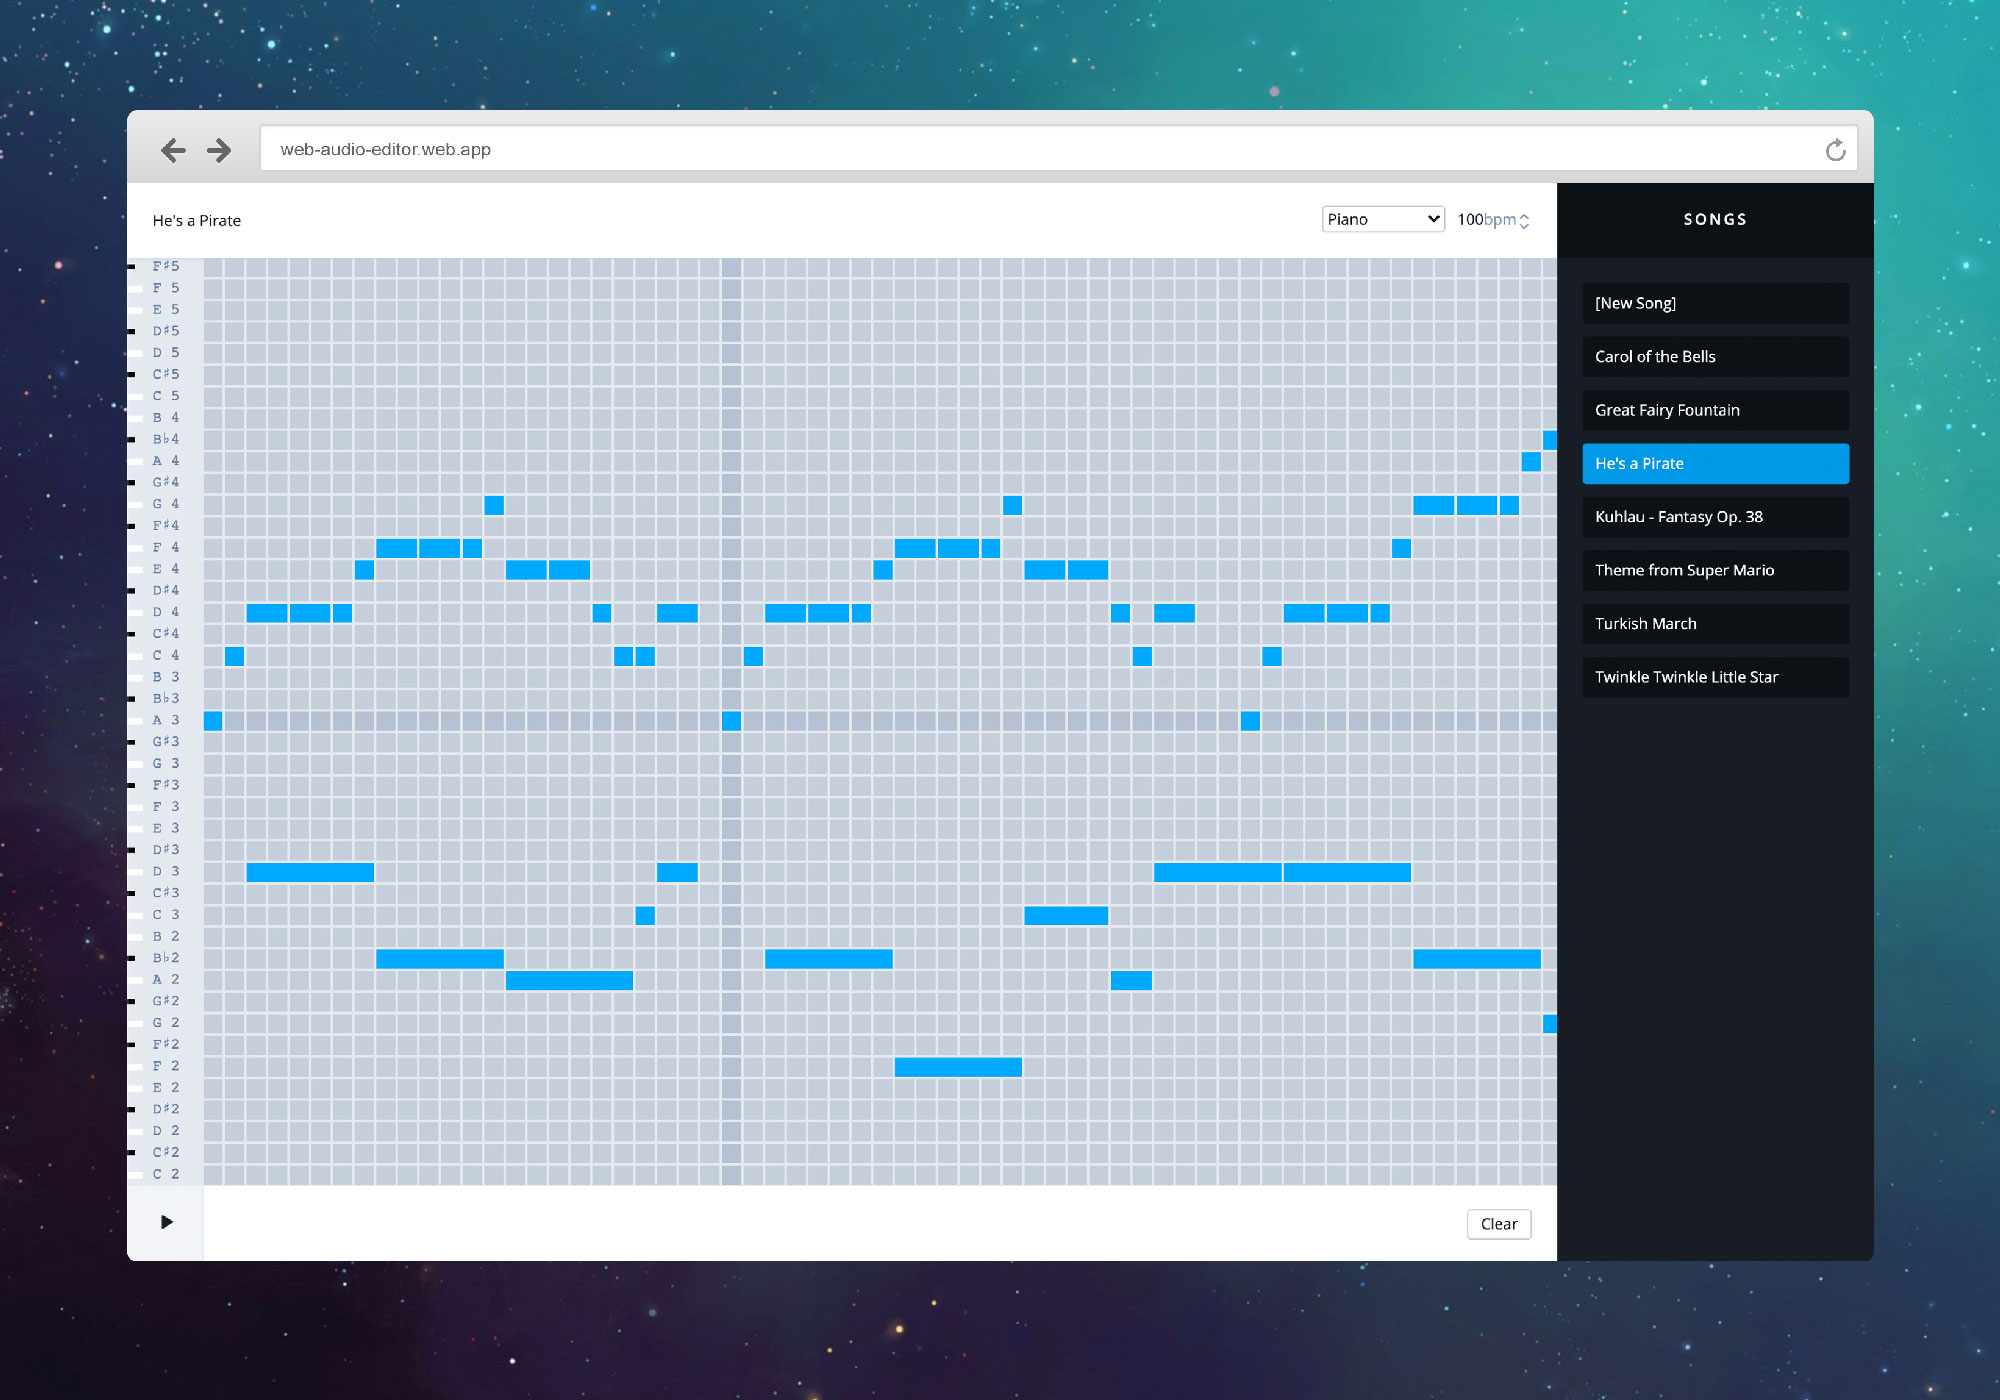 web-audio-editor.web.app
He's a Pirate
Piano
100bpm
SONGS
F♯5
F 5
E 5
D♯5
D 5
C♯5
C 5
B 4
B♭4
A 4
G♯4
G 4
F♯4
F 4
E 4
D♯4
D 4
C♯4
C 4
B 3
B♭3
A 3
G♯3
G 3
F♯3
F 3
E 3
D♯3
D 3
C♯3
C 3
B 2
B♭2
A 2
G♯2
G 2
F♯2
F 2
E 2
D♯2
D 2
C♯2
C 2
[New Song]
Carol of the Bells
Great Fairy Fountain
He's a Pirate
Kuhlau - Fantasy Op. 38
Theme from Super Mario
Turkish March
Twinkle Twinkle Little Star
Clear